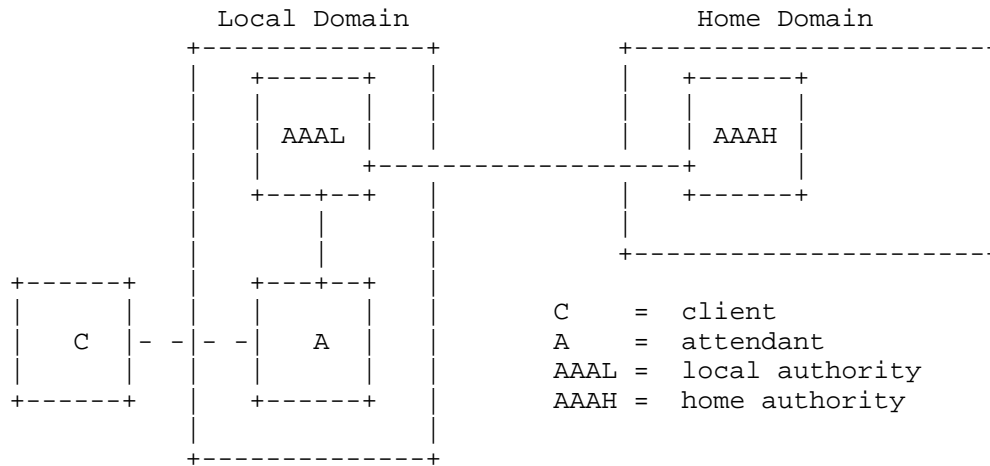 Local Domain Home Domain
AAAL AAAH
C A
C = client
A = attendant
AAAL = local authority
AAAH = home authority